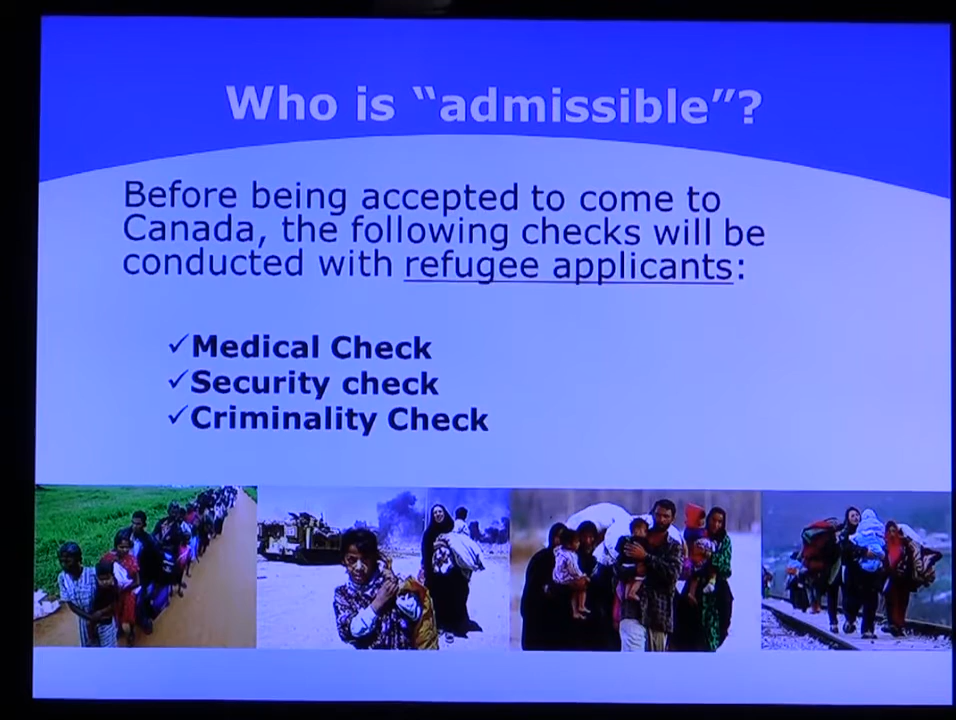 Who is “admissible”?
Before being accepted to come to
Canada, the following checks will be
conducted with refugee applicants:
✓Medical Check
✓Security check
✓Criminality Check